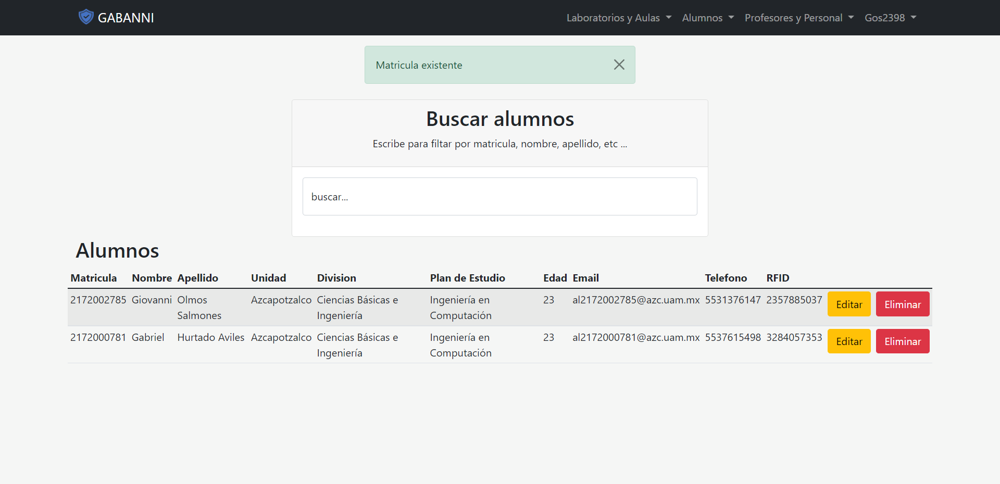 GABANNI Laboratorios y Aulas Alumnos Profesores y Personal Gos2398
Matricula existente
Buscar alumnos
Escribe para filtar por matricula, nombre, apellido, etc ...
buscar...
Alumnos
Matricula Nombre Apellido Unidad Division Plan de Estudio Edad Email Telefono RFID
2172002785 Giovanni Olmos Azcapotzalco Ciencias Básicas e Ingeniería en 23 al2172002785@azc.uam.mx 5531376147 2357885037 Editar Eliminar
Salmones Ingeniería Computación
2172000781 Gabriel Hurtado Aviles Azcapotzalco Ciencias Básicas e Ingeniería en 23 al2172000781@azc.uam.mx 5537615498 3284057353 Editar Eliminar
Ingeniería Computación